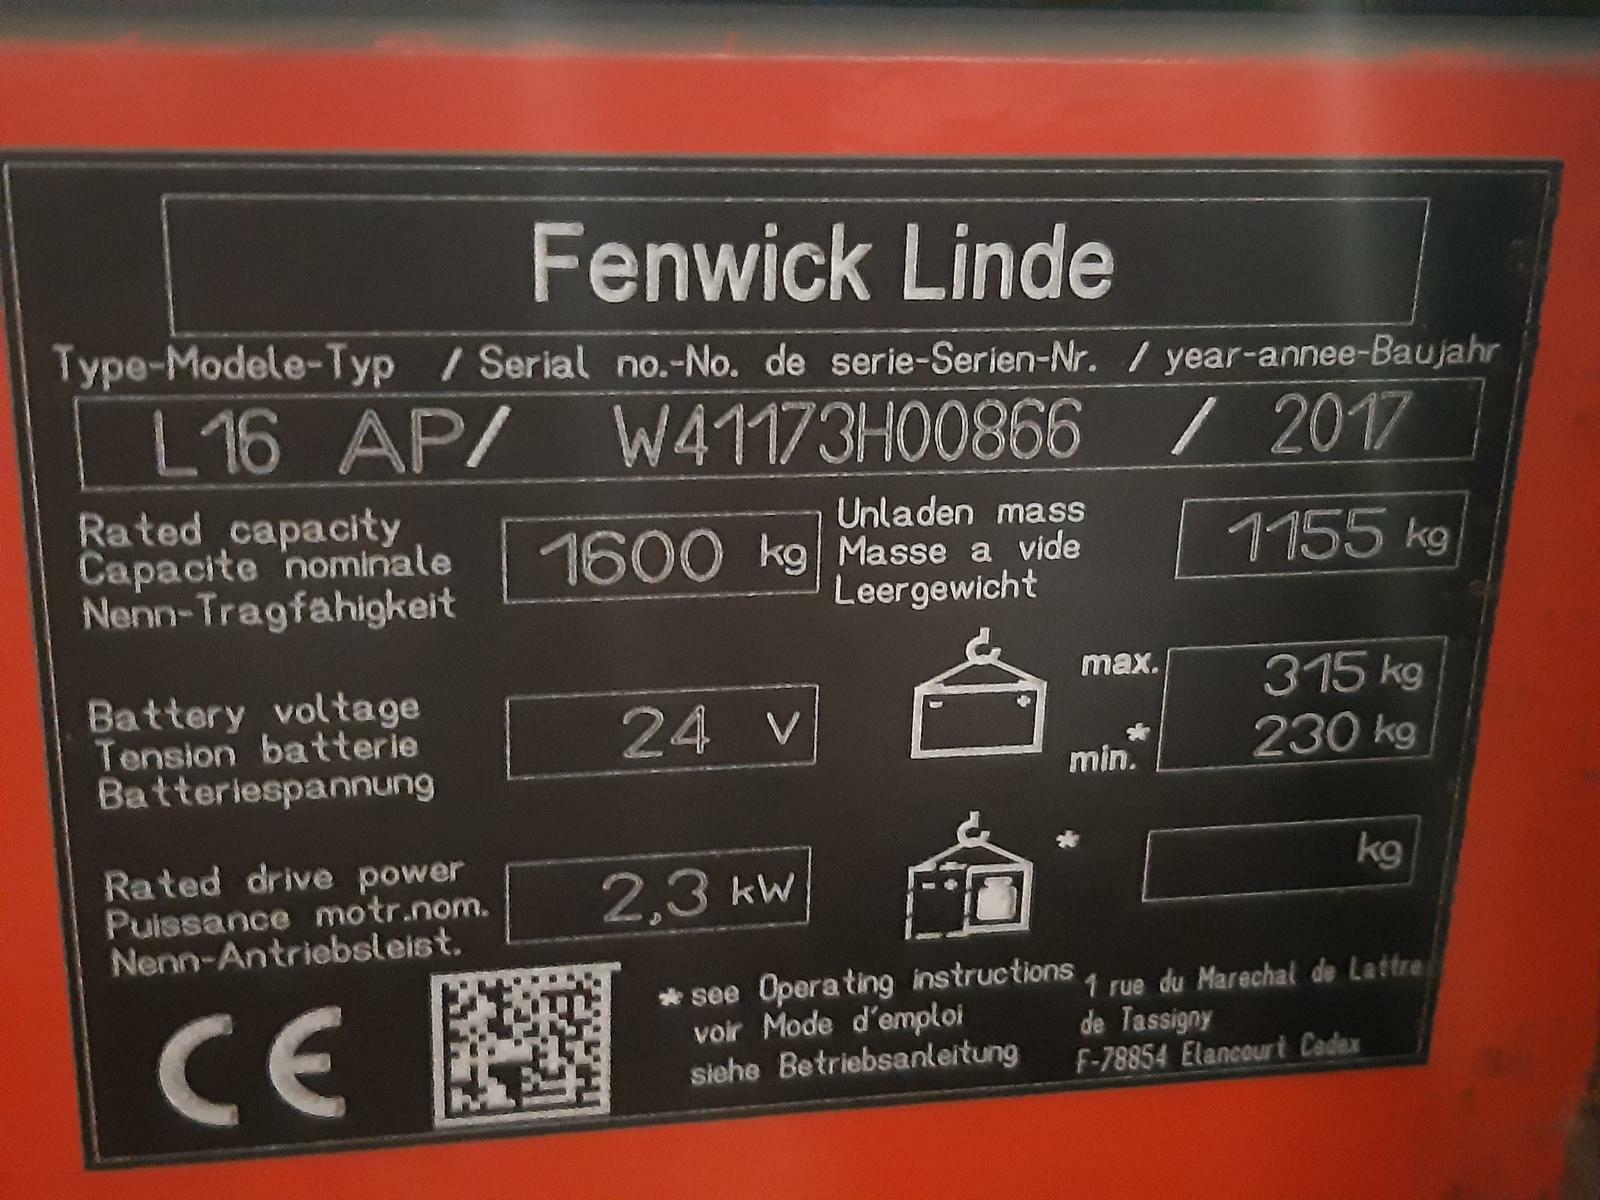 Fenwick Linde
Type-Modele-Typ / Serial no.-No. de serie-Serien-Nr. / year-annee-Baujahr
L16 AP/ W41173H00866 / 2017
Rated capacity
Capacite nominale
Nenn-Tragfähigkeit
1600 kg
Unladen mass
Masse a vide
Leergewicht
1155 kg
Battery voltage
Tension batterie
Batteriespannung
24 V
max. 315 kg
min.* 230 kg
Rated drive power
Puissance motr.nom.
Nenn-Antriebsleist.
2,3 kW
* kg
CE
* see Operating instructions
voir Mode d'emploi
siehe Betriebsanleitung
1 rue du Marechal de Lattre
de Tassigny
F-78854 Elancourt Cedex